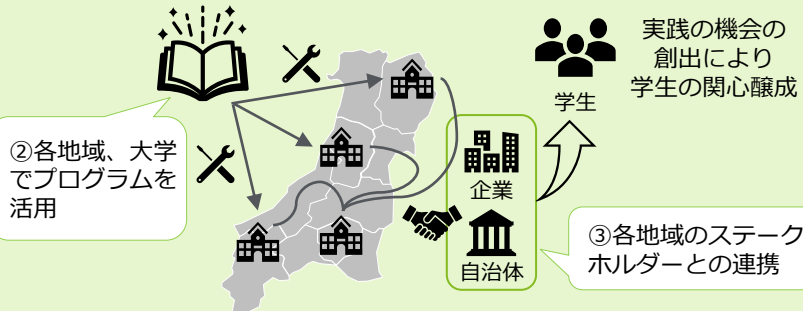 実践の機会の
創出により
学生の関心醸成
学生
②各地域、大学
でプログラムを
活用
企業
自治体
③各地域のステーク
ホルダーとの連携